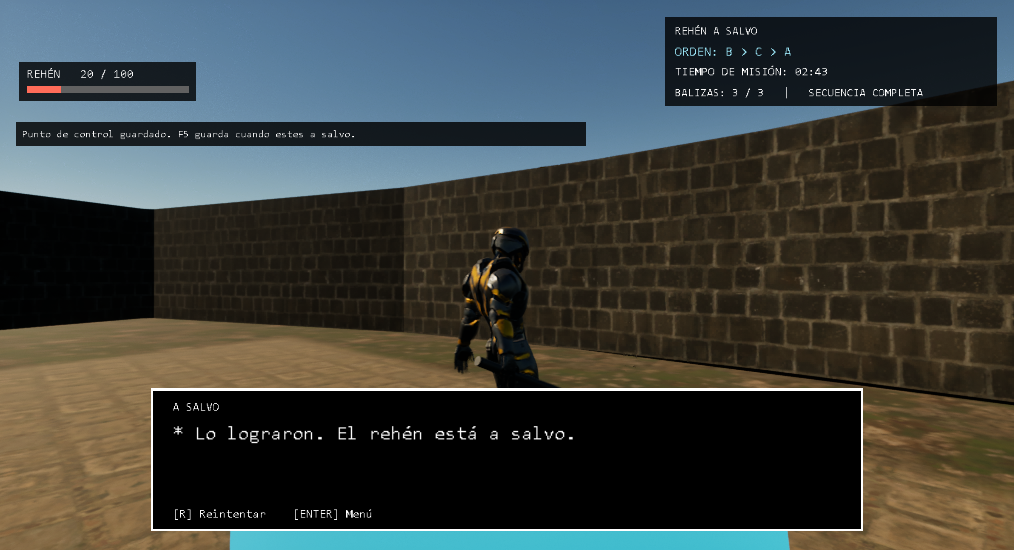 REHÉN A SALVO
ORDEN: B > C > A
TIEMPO DE MISIÓN: 02:43
BALIZAS: 3 / 3 | SECUENCIA COMPLETA
REHÉN 20 / 100
Punto de control guardado. F5 guarda cuando estes a salvo.
A SALVO
* Lo lograron. El rehén está a salvo.
[R] Reintentar [ENTER] Menú